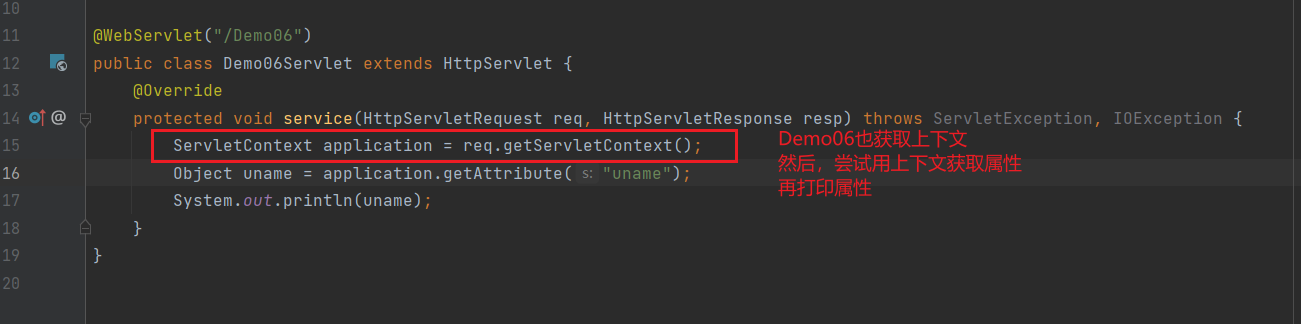 10
11 @WebServlet("/Demo06")
12 public class Demo06Servlet extends HttpServlet {
13 @Override
14 @ protected void service(HttpServletRequest req, HttpServletResponse resp) throws ServletException, IOException {
15 ServletContext application = req.getServletContext(); Demo06也获取上下文
然后，尝试用上下文获取属性
16 Object uname = application.getAttribute( s: "uname");
再打印属性
17 System.out.println(uname);
18 }
19 }
20